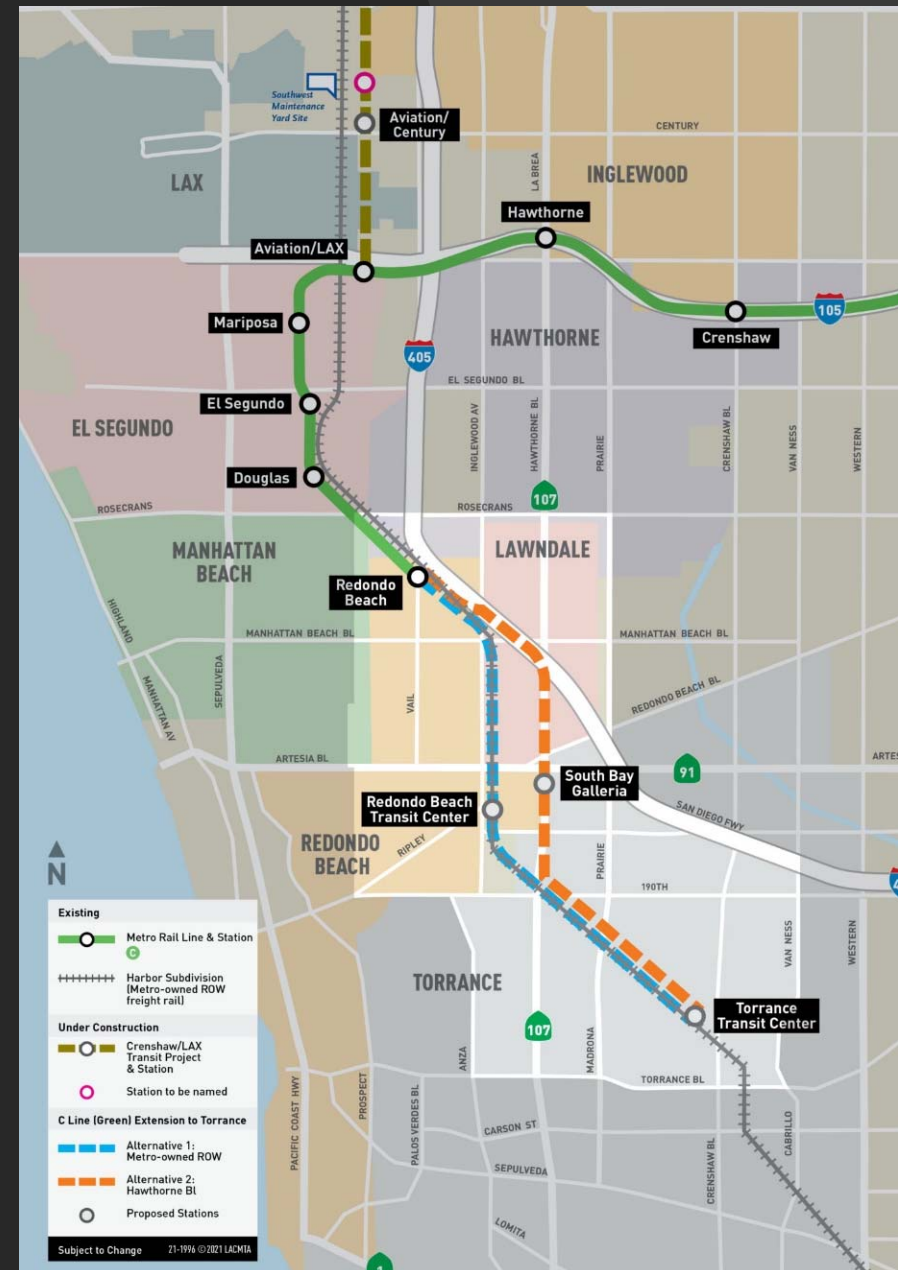 Southwest
Maintenance
Yard Site
Aviation/
Century
CENTURY
LAX
LA BREA
INGLEWOOD
Hawthorne
Aviation/LAX
Mariposa
105
Crenshaw
HAWTHORNE
405
EL SEGUNDO BL
El Segundo
EL SEGUNDO
INGLEWOOD AV
HAWTHORNE BL
PRAIRIE
CRENSHAW BL
VAN NESS
WESTERN
Douglas
107
ROSECRANS
ROSECRANS
MANHATTAN
BEACH
LAWNDALE
Redondo
Beach
HIGHLAND
MANHATTAN BEACH BL
MANHATTAN BEACH BL
SEPULVEDA
MANHATTAN AV
VAIL
REDONDO BEACH BL
ARTESIA BL
ARTES
91
South Bay
Galleria
Redondo Beach
Transit Center
SAN DIEGO FWY
REDONDO
BEACH
RIPLEY
PRAIRIE
N
190TH
4
VAN NESS
WESTERN
TORRANCE
Torrance
Transit Center
107
ANZA
MADRONA
TORRANCE BL
PACIFIC COAST HWY
PROSPECT
PALOS VERDES BL
CARSON ST
CRENSHAW BL
CABRILLO
SEPULVEDA
LOMITA
1
Existing
Metro Rail Line & Station
C
Harbor Subdivision
(Metro-owned ROW
freight rail)
Under Construction
Crenshaw/LAX
Transit Project
& Station
Station to be named
C Line (Green) Extension to Torrance
Alternative 1:
Metro-owned ROW
Alternative 2:
Hawthorne Bl
Proposed Stations
Subject to Change 21-1996 ©2021 LACMTA